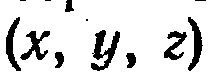 (x, y, z)